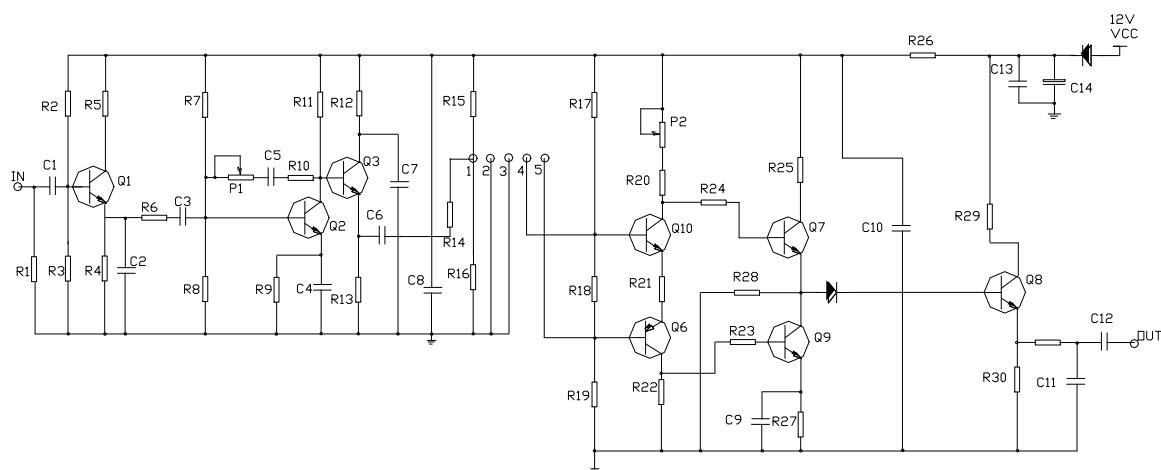 12V
VCC
R26
C13
C14
R2
R5
R7
R11
R12
R15
R17
P2
C1
IN
Q1
C5
R10
Q3
C7
1
2
3
4
5
R20
R24
R25
P1
R6
C3
Q2
C6
R14
Q10
Q7
C10
R29
R1
R3
R4
C2
R8
R9
C4
R13
C8
R16
R18
R21
R28
Q8
Q6
R23
Q9
C12
OUT
R19
R22
C9
R27
R30
C11